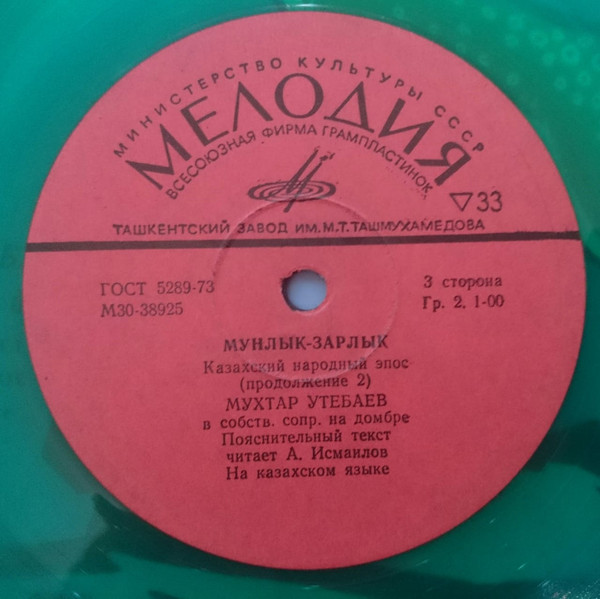 МИНИСТЕРСТВО КУЛЬТУРЫ СССР
МЕЛОДИЯ
ВСЕСОЮЗНАЯ ФИРМА ГРАМПЛАСТИНОК
▽33
ТАШКЕНТСКИЙ ЗАВОД ИМ. М.Т. ТАШМУХАМЕДОВА
ГОСТ 5289-73
М30-38925
3 сторона
Гр. 2. 1-00
МУНЛЫК-ЗАРЛЫК
Казахский народный эпос
(продолжение 2)
МУХТАР УТЕБАЕВ
в собств. сопр. на домбре
Пояснительный текст
читает А. Исмаилов
На казахском языке